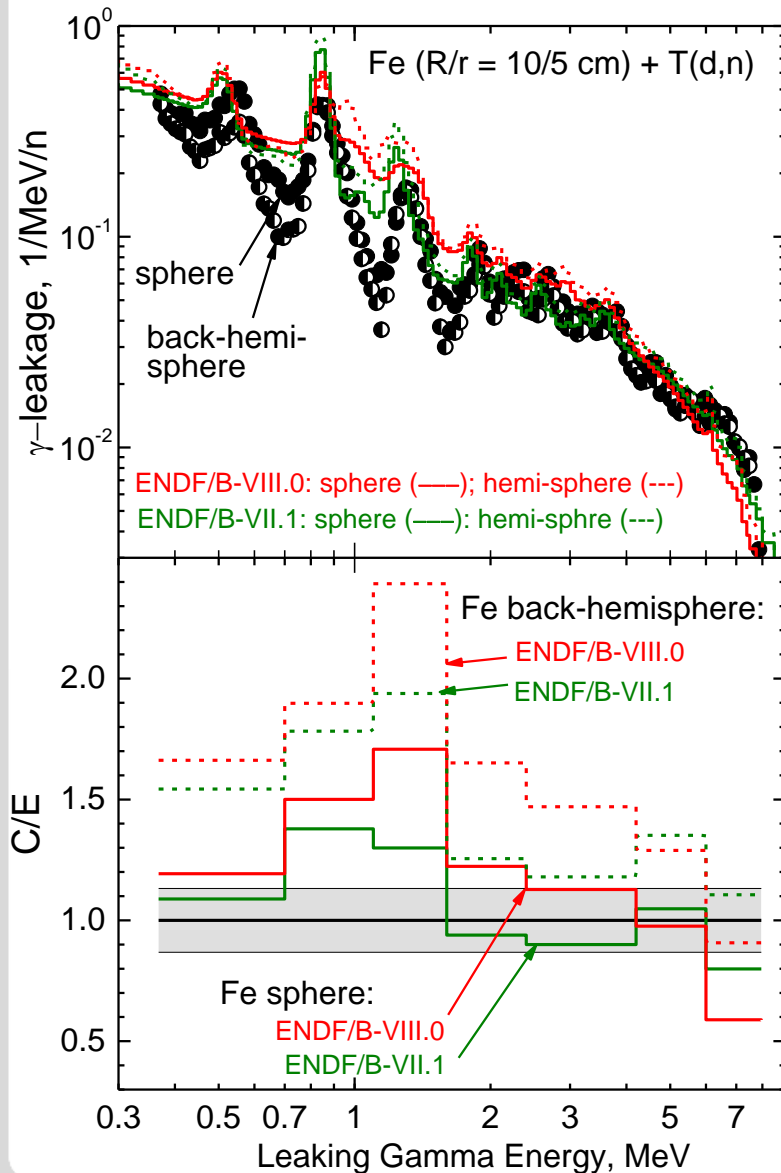 10⁰
Fe (R/r = 10/5 cm) + T(d,n)
10⁻¹
sphere
back-hemi-
sphere
γ–leakage, 1/MeV/n
10⁻²
ENDF/B-VIII.0: sphere (—); hemi-sphere (---)
ENDF/B-VII.1: sphere (—): hemi-sphre (---)
Fe back-hemisphere:
ENDF/B-VIII.0
ENDF/B-VII.1
2.0
1.5
C/E
1.0
Fe sphere:
ENDF/B-VIII.0
ENDF/B-VII.1
0.5
0.3 0.5 0.7 1 2 3 5 7
Leaking Gamma Energy, MeV